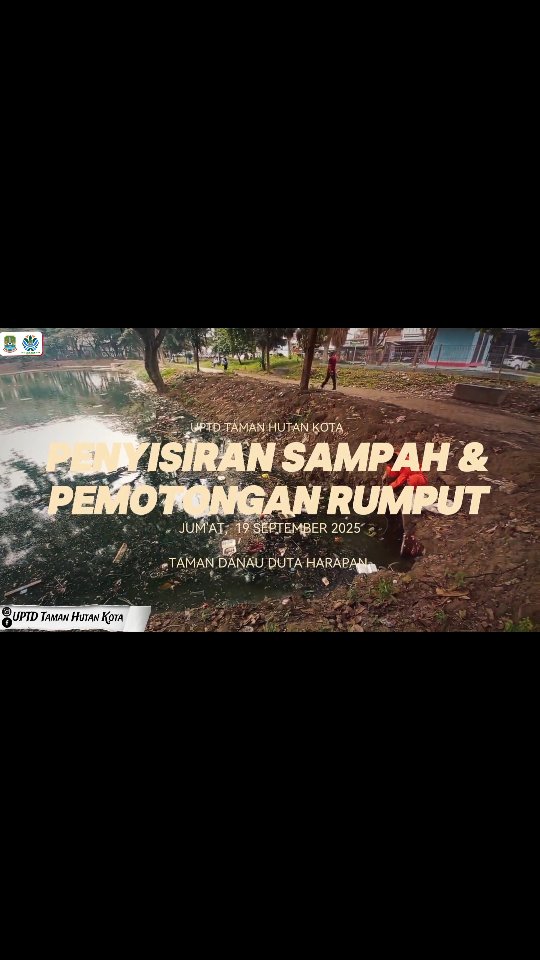 UPTD TAMAN HUTAN KOTA
PENYISIRAN SAMPAH &
PEMOTONGAN RUMPUT
JUM'AT, 19 SEPTEMBER 2025
TAMAN DANAU DUTA HARAPAN
UPTD TAMAN HUTAN KOTA